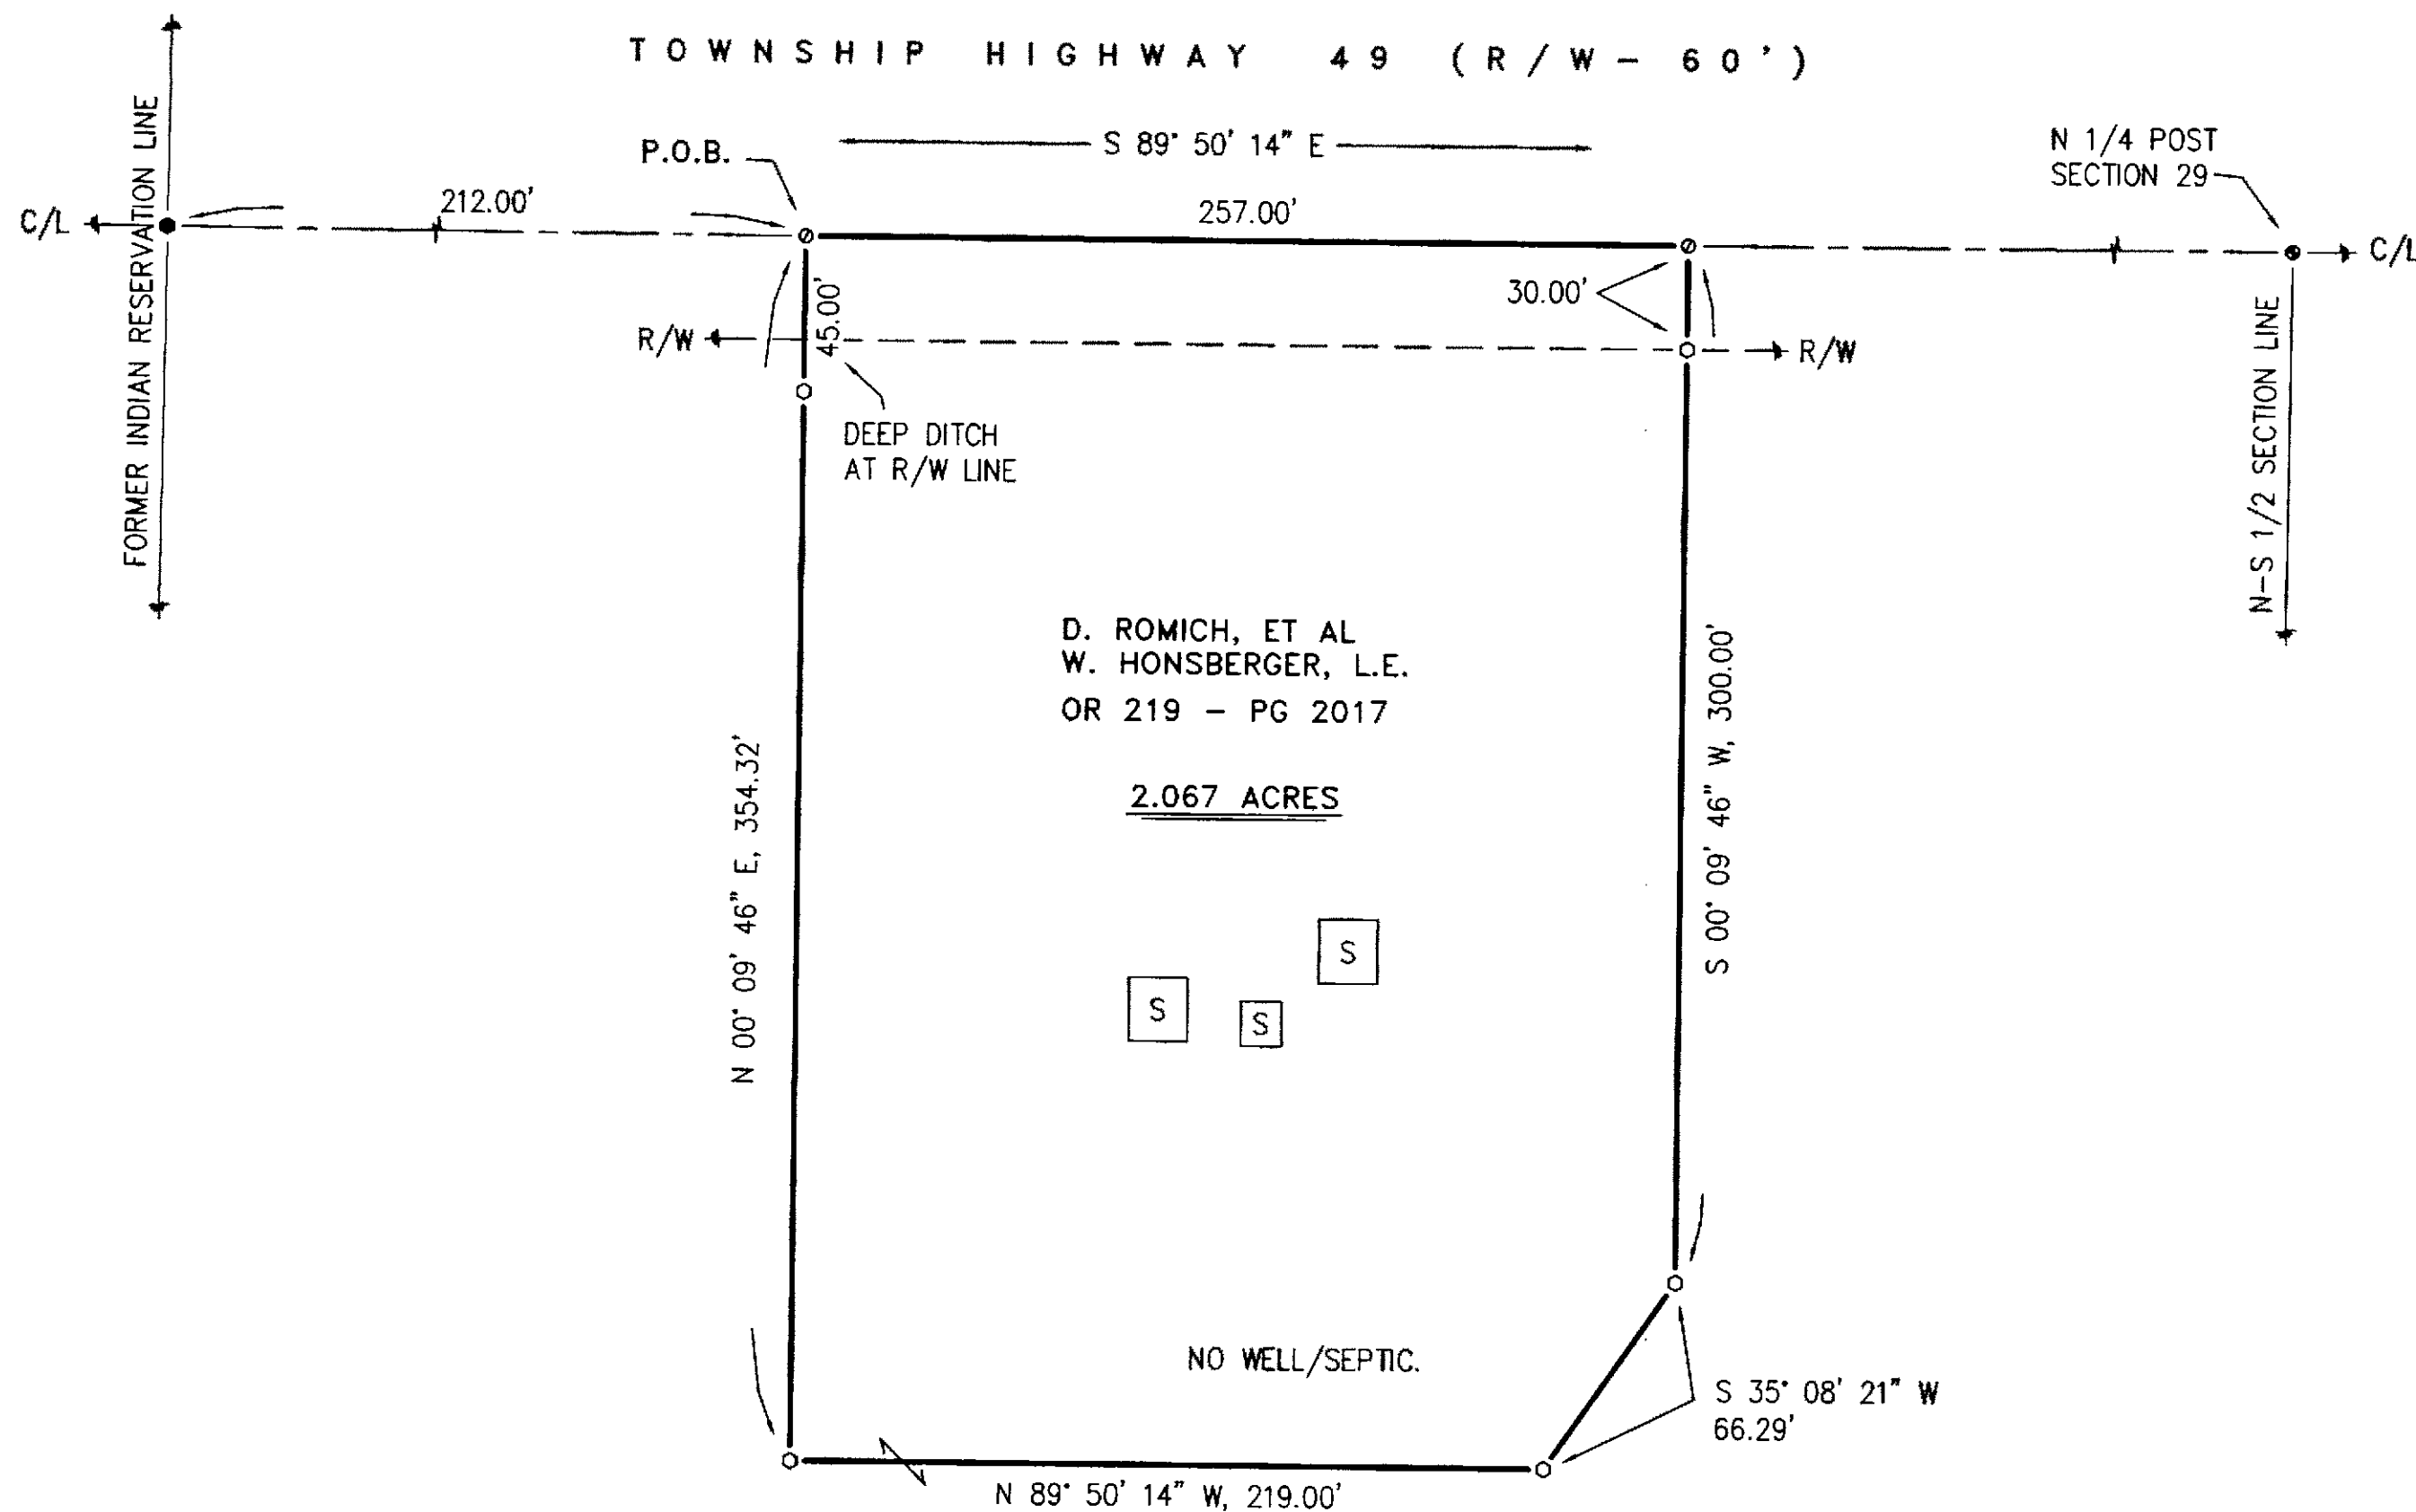 TOWNSHIP HIGHWAY 49 (R/W - 60')
S 89° 50' 14" E
P.O.B.
N 1/4 POST
SECTION 29
FORMER INDIAN RESERVATION LINE
212.00'
257.00'
C/L
C/L
30.00'
45.00'
R/W
R/W
DEEP DITCH
AT R/W LINE
N-S 1/2 SECTION LINE
D. ROMICH, ET AL
W. HONSBERGER, L.E.
OR 219 - PG 2017
2.067 ACRES
N 00° 09' 46" E, 354.32'
S 00° 09' 46" W, 300.00'
S
S
S
NO WELL/SEPTIC.
S 35° 08' 21" W
66.29'
N 89° 50' 14" W, 219.00'